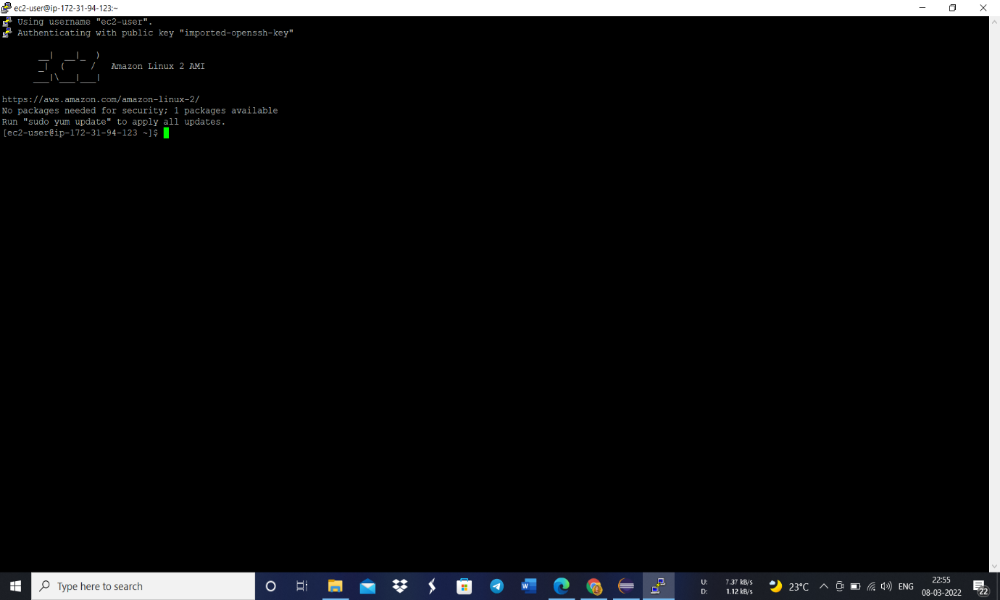 ec2-user@ip-172-31-94-123:~
Using username "ec2-user".
Authenticating with public key "imported-openssh-key"
       __|  __|_  )
       _|  (     /   Amazon Linux 2 AMI
      ___|\___|___|
https://aws.amazon.com/amazon-linux-2/
No packages needed for security; 1 packages available
Run "sudo yum update" to apply all updates.
[ec2-user@ip-172-31-94-123 ~]$
Type here to search
U: 7.37 kB/s
D: 1.12 kB/s
23°C
ENG
22:55
08-03-2022
22